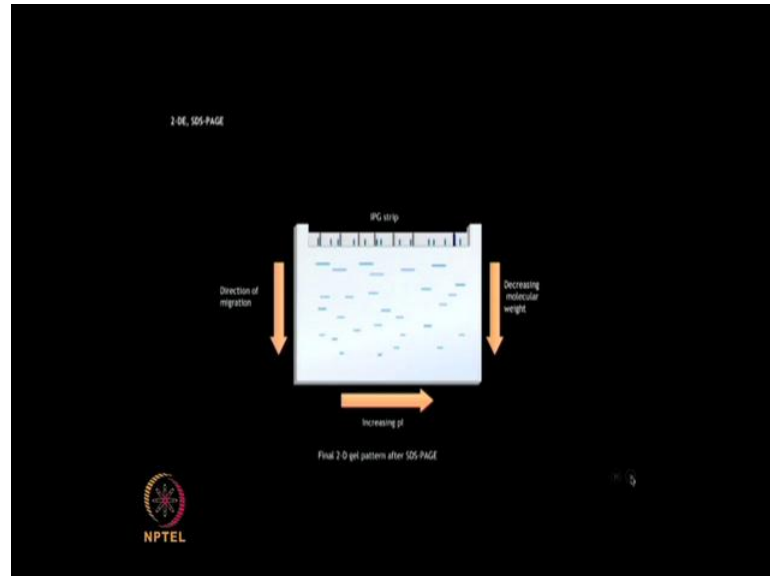 2-DE, SDS-PAGE
IPG strip
Direction of
migration
Decreasing
molecular
weight
Increasing pI
Final 2-D gel pattern after SDS-PAGE
NPTEL